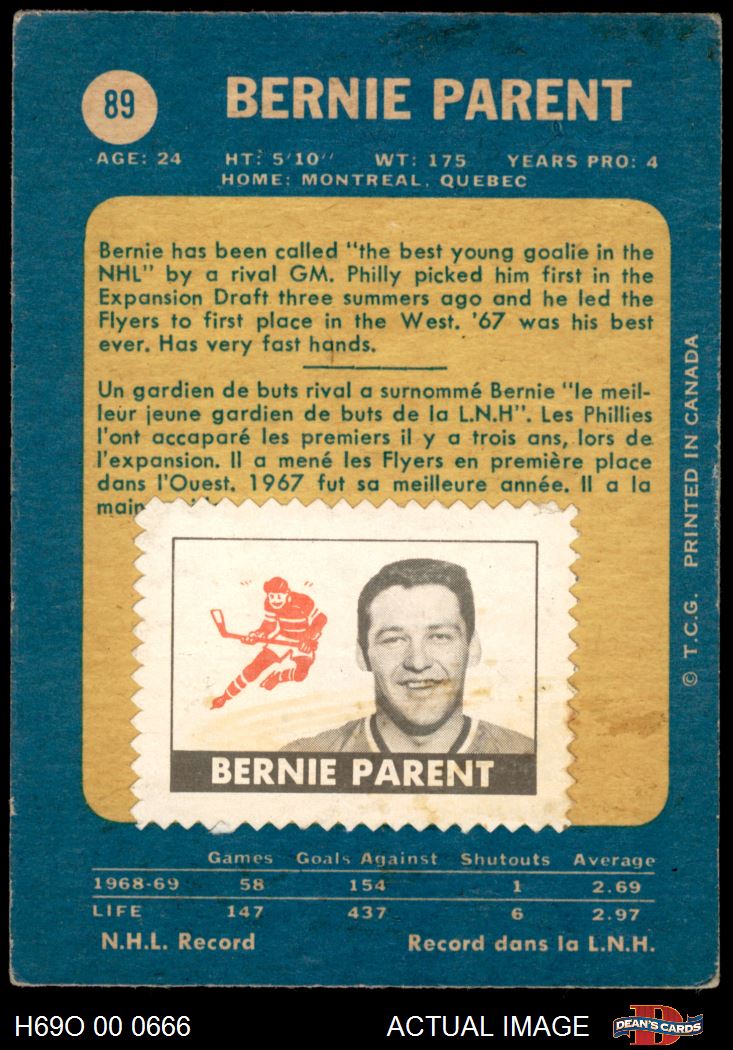 89
BERNIE PARENT
AGE: 24 HT: 5'10" WT: 175 YEARS PRO: 4
HOME: MONTREAL, QUEBEC
Bernie has been called "the best young goalie in the
NHL" by a rival GM. Philly picked him first in the
Expansion Draft three summers ago and he led the
Flyers to first place in the West. '67 was his best
ever. Has very fast hands.
Un gardien de buts rival a surnommé Bernie "le meil-
leur jeune gardien de buts de la L.N.H". Les Phillies
l'ont accaparé les premiers il y a trois ans, lors de
l'expansion. Il a mené les Flyers en première place
dans l'Ouest. 1967 fut sa meilleure année. Il a la
main
BERNIE PARENT
© T.C.G. PRINTED IN CANADA
Games Goals Against Shutouts Average
1968-69 58 154 1 2.69
LIFE 147 437 6 2.97
N.H.L. Record Record dans la L.N.H.
H69O 00 0666 ACTUAL IMAGE DEAN'S CARDS